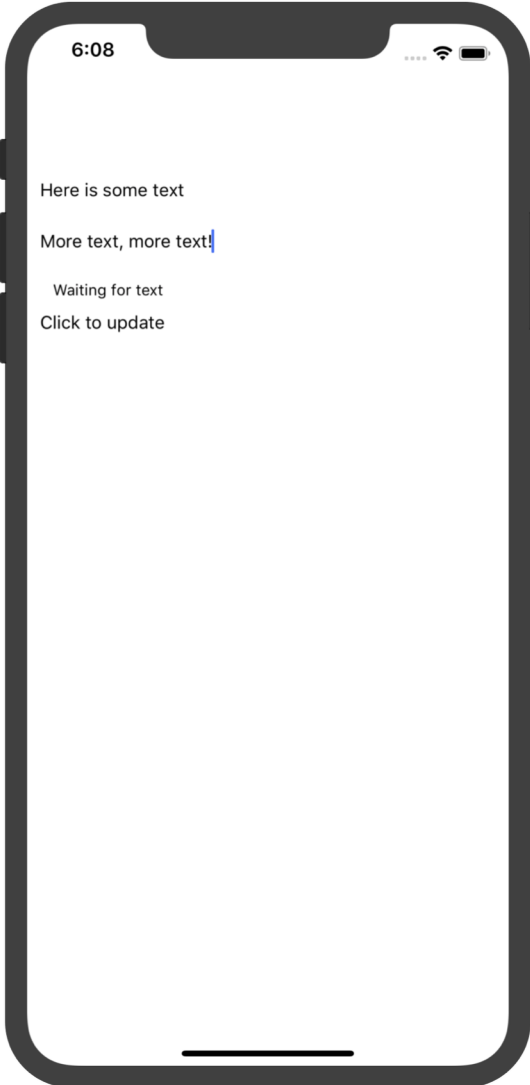 6:08
Here is some text
More text, more text!
Waiting for text
Click to update